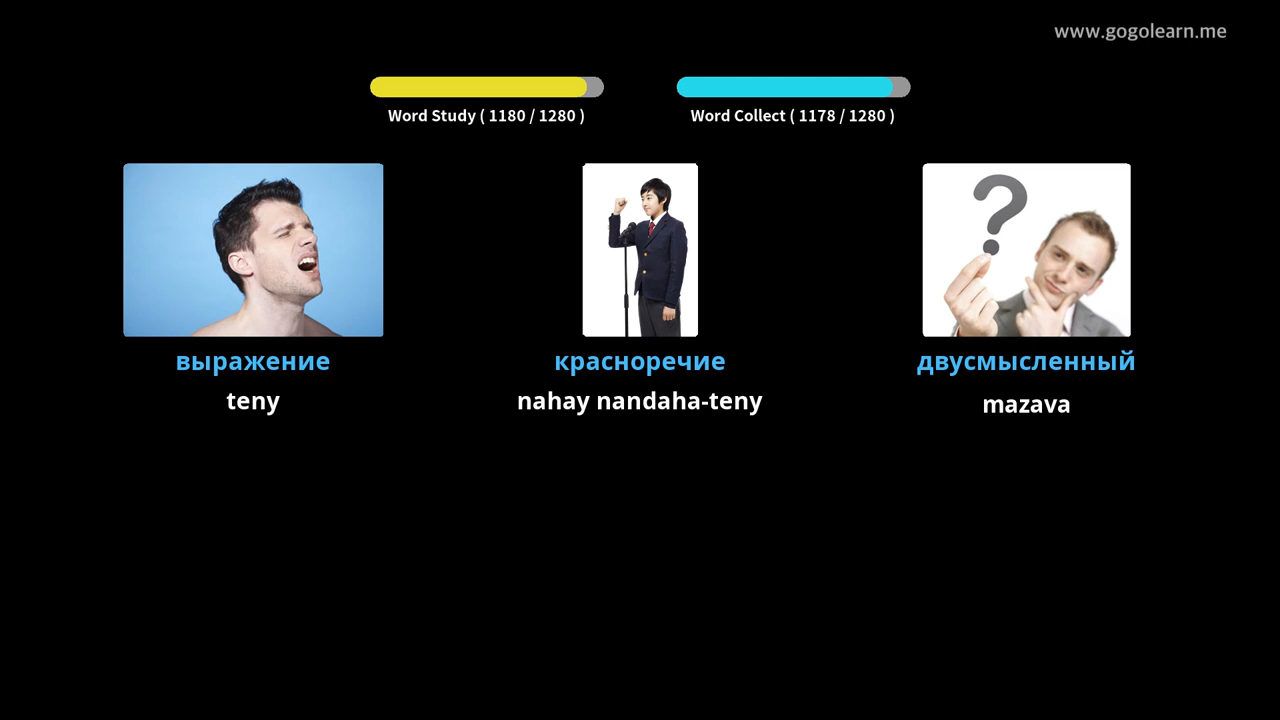 www.gogolearn.me
Word Study ( 1180 / 1280 )
Word Collect ( 1178 / 1280 )
выражение
teny
красноречие
nahay nandaha-teny
двусмысленный
mazava